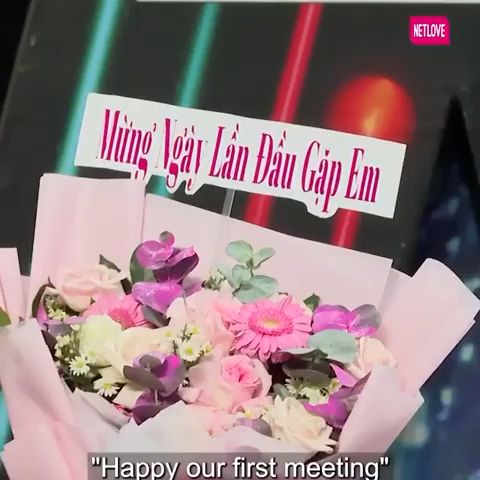 NETLOVE
Mừng Ngày Lần Đầu Gặp Em
"Happy our first meeting"